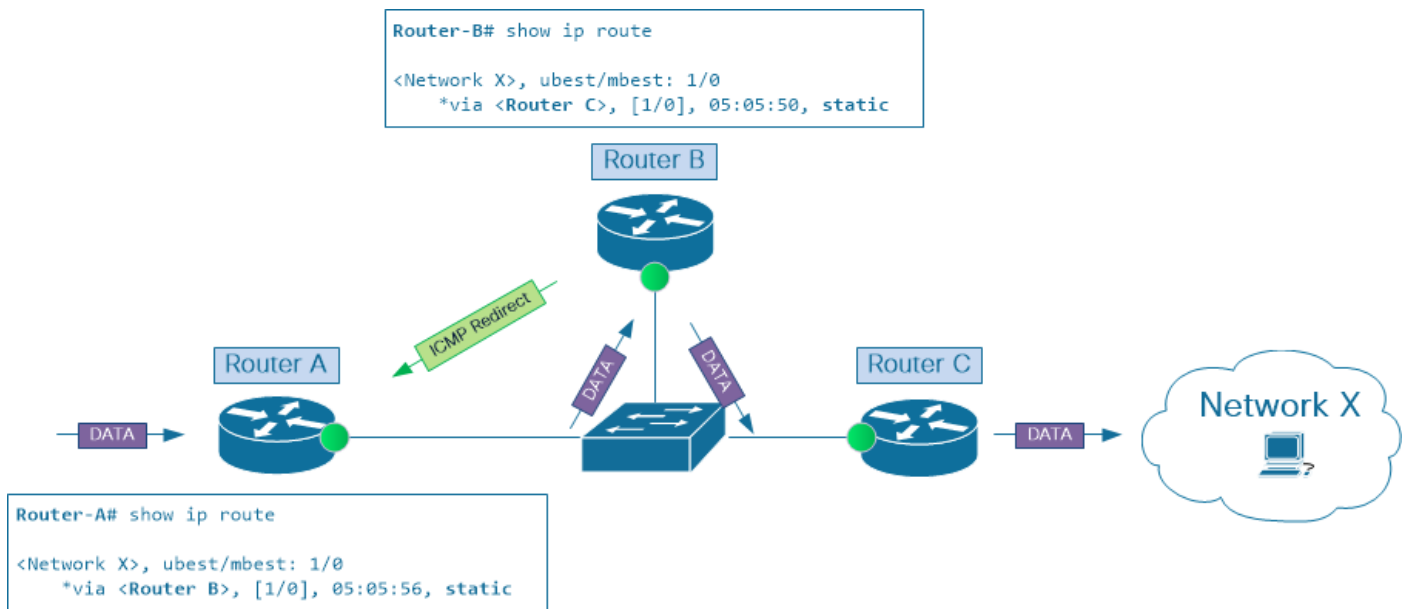 Router-B# show ip route
<Network X>, ubest/mbest: 1/0
*via <Router C>, [1/0], 05:05:50, static
Router B
ICMP Redirect
DATA
DATA
Router A
Router C
Network X
DATA
DATA
?
Router-A# show ip route
<Network X>, ubest/mbest: 1/0
*via <Router B>, [1/0], 05:05:56, static